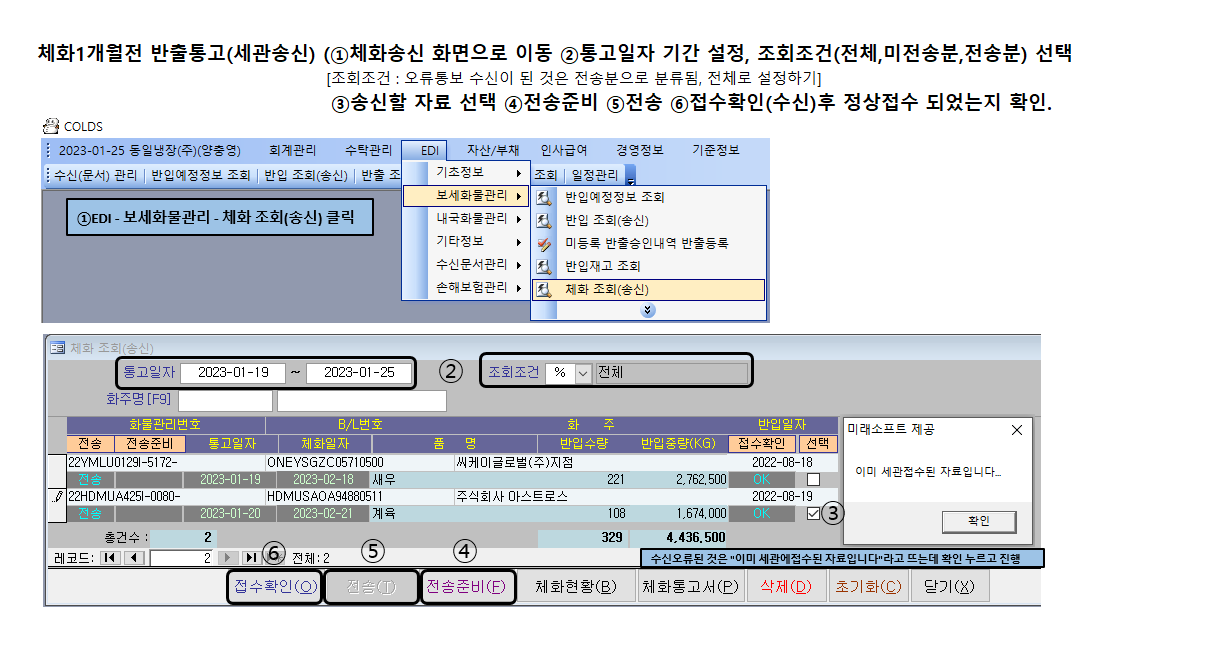 체화1개월전 반출통고(세관송신) (①체화송신 화면으로 이동 ②통고일자 기간 설정, 조회조건(전체,미전송분,전송분) 선택
[조회조건 : 오류통보 수신이 된 것은 전송분으로 분류됨, 전체로 설정하기]
③송신할 자료 선택 ④전송준비 ⑤전송 ⑥접수확인(수신)후 정상접수 되었는지 확인.
COLDS
2023-01-25 동일냉장(주)(양충영) 회계관리 수탁관리 EDI 자산/부채 인사급여 경영정보 기준정보
수신(문서) 관리 반입예정정보 조회 반입 조회(송신) 반출 조 조회 일정관리
기초정보
보세화물관리
내국화물관리
기타정보
수신문서관리
손해보험관리
반입예정정보 조회
반입 조회(송신)
미등록 반출승인내역 반출등록
반입재고 조회
체화 조회(송신)
①EDI - 보세화물관리 - 체화 조회(송신) 클릭
체화 조회(송신)
통고일자 2023-01-19 ~ 2023-01-25 ② 조회조건 % 전체
화주명[F9]
화물관리번호 B/L번호 화 주 반입일자
전송 전송준비 통고일자 체화일자 품 명 반입수량 반입중량(KG) 접수확인 선택
22YMLU0129I-5172- ONEYSGZC05710500 씨케이글로벌(주)지점 2022-08-18
전송 2023-01-19 2023-02-18 새우 221 2,762,500 OK
22HDMUA425I-0080- HDMUSAOA94880511 주식회사 마스트로스 2022-08-19
전송 2023-01-20 2023-02-21 계육 108 1,674,000 OK ③
총건수 : 2 329 4,436,500
레코드: 2 전체: 2
⑥ ⑤ ④
미래소프트 제공
이미 세관접수된 자료입니다...
확인
수신오류된 것은 "이미 세관에접수된 자료입니다"라고 뜨는데 확인 누르고 진행
접수확인(O) 전송(T) 전송준비(F) 체화현황(B) 체화통고서(P) 삭제(D) 초기화(C) 닫기(X)